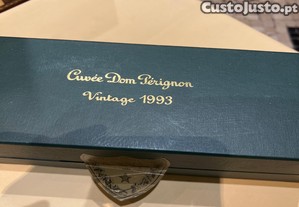 CustoJusto.pt
Cuvée Dom Pérignon
Vintage 1993